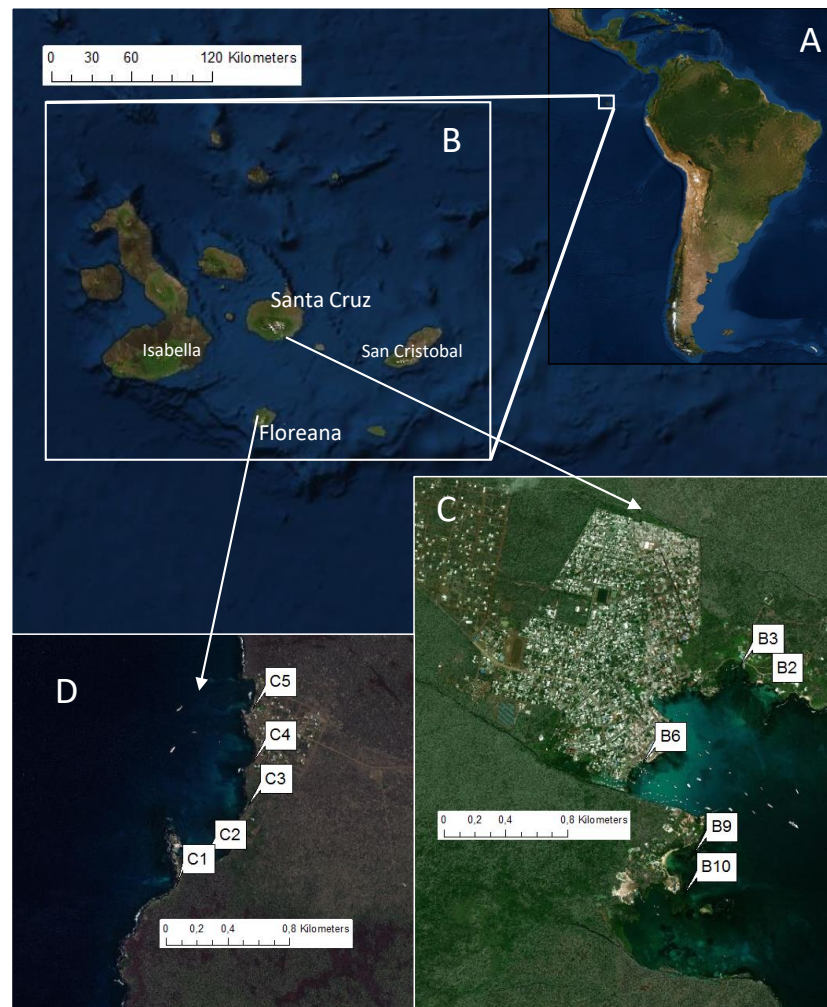 A
0 30 60 120 Kilometers
B
Santa Cruz
Isabella
San Cristobal
Floreana
C
B3
B2
B6
0 0,2 0,4 0,8 Kilometers
B9
B10
D
C5
C4
C3
C2
C1
0 0,2 0,4 0,8 Kilometers